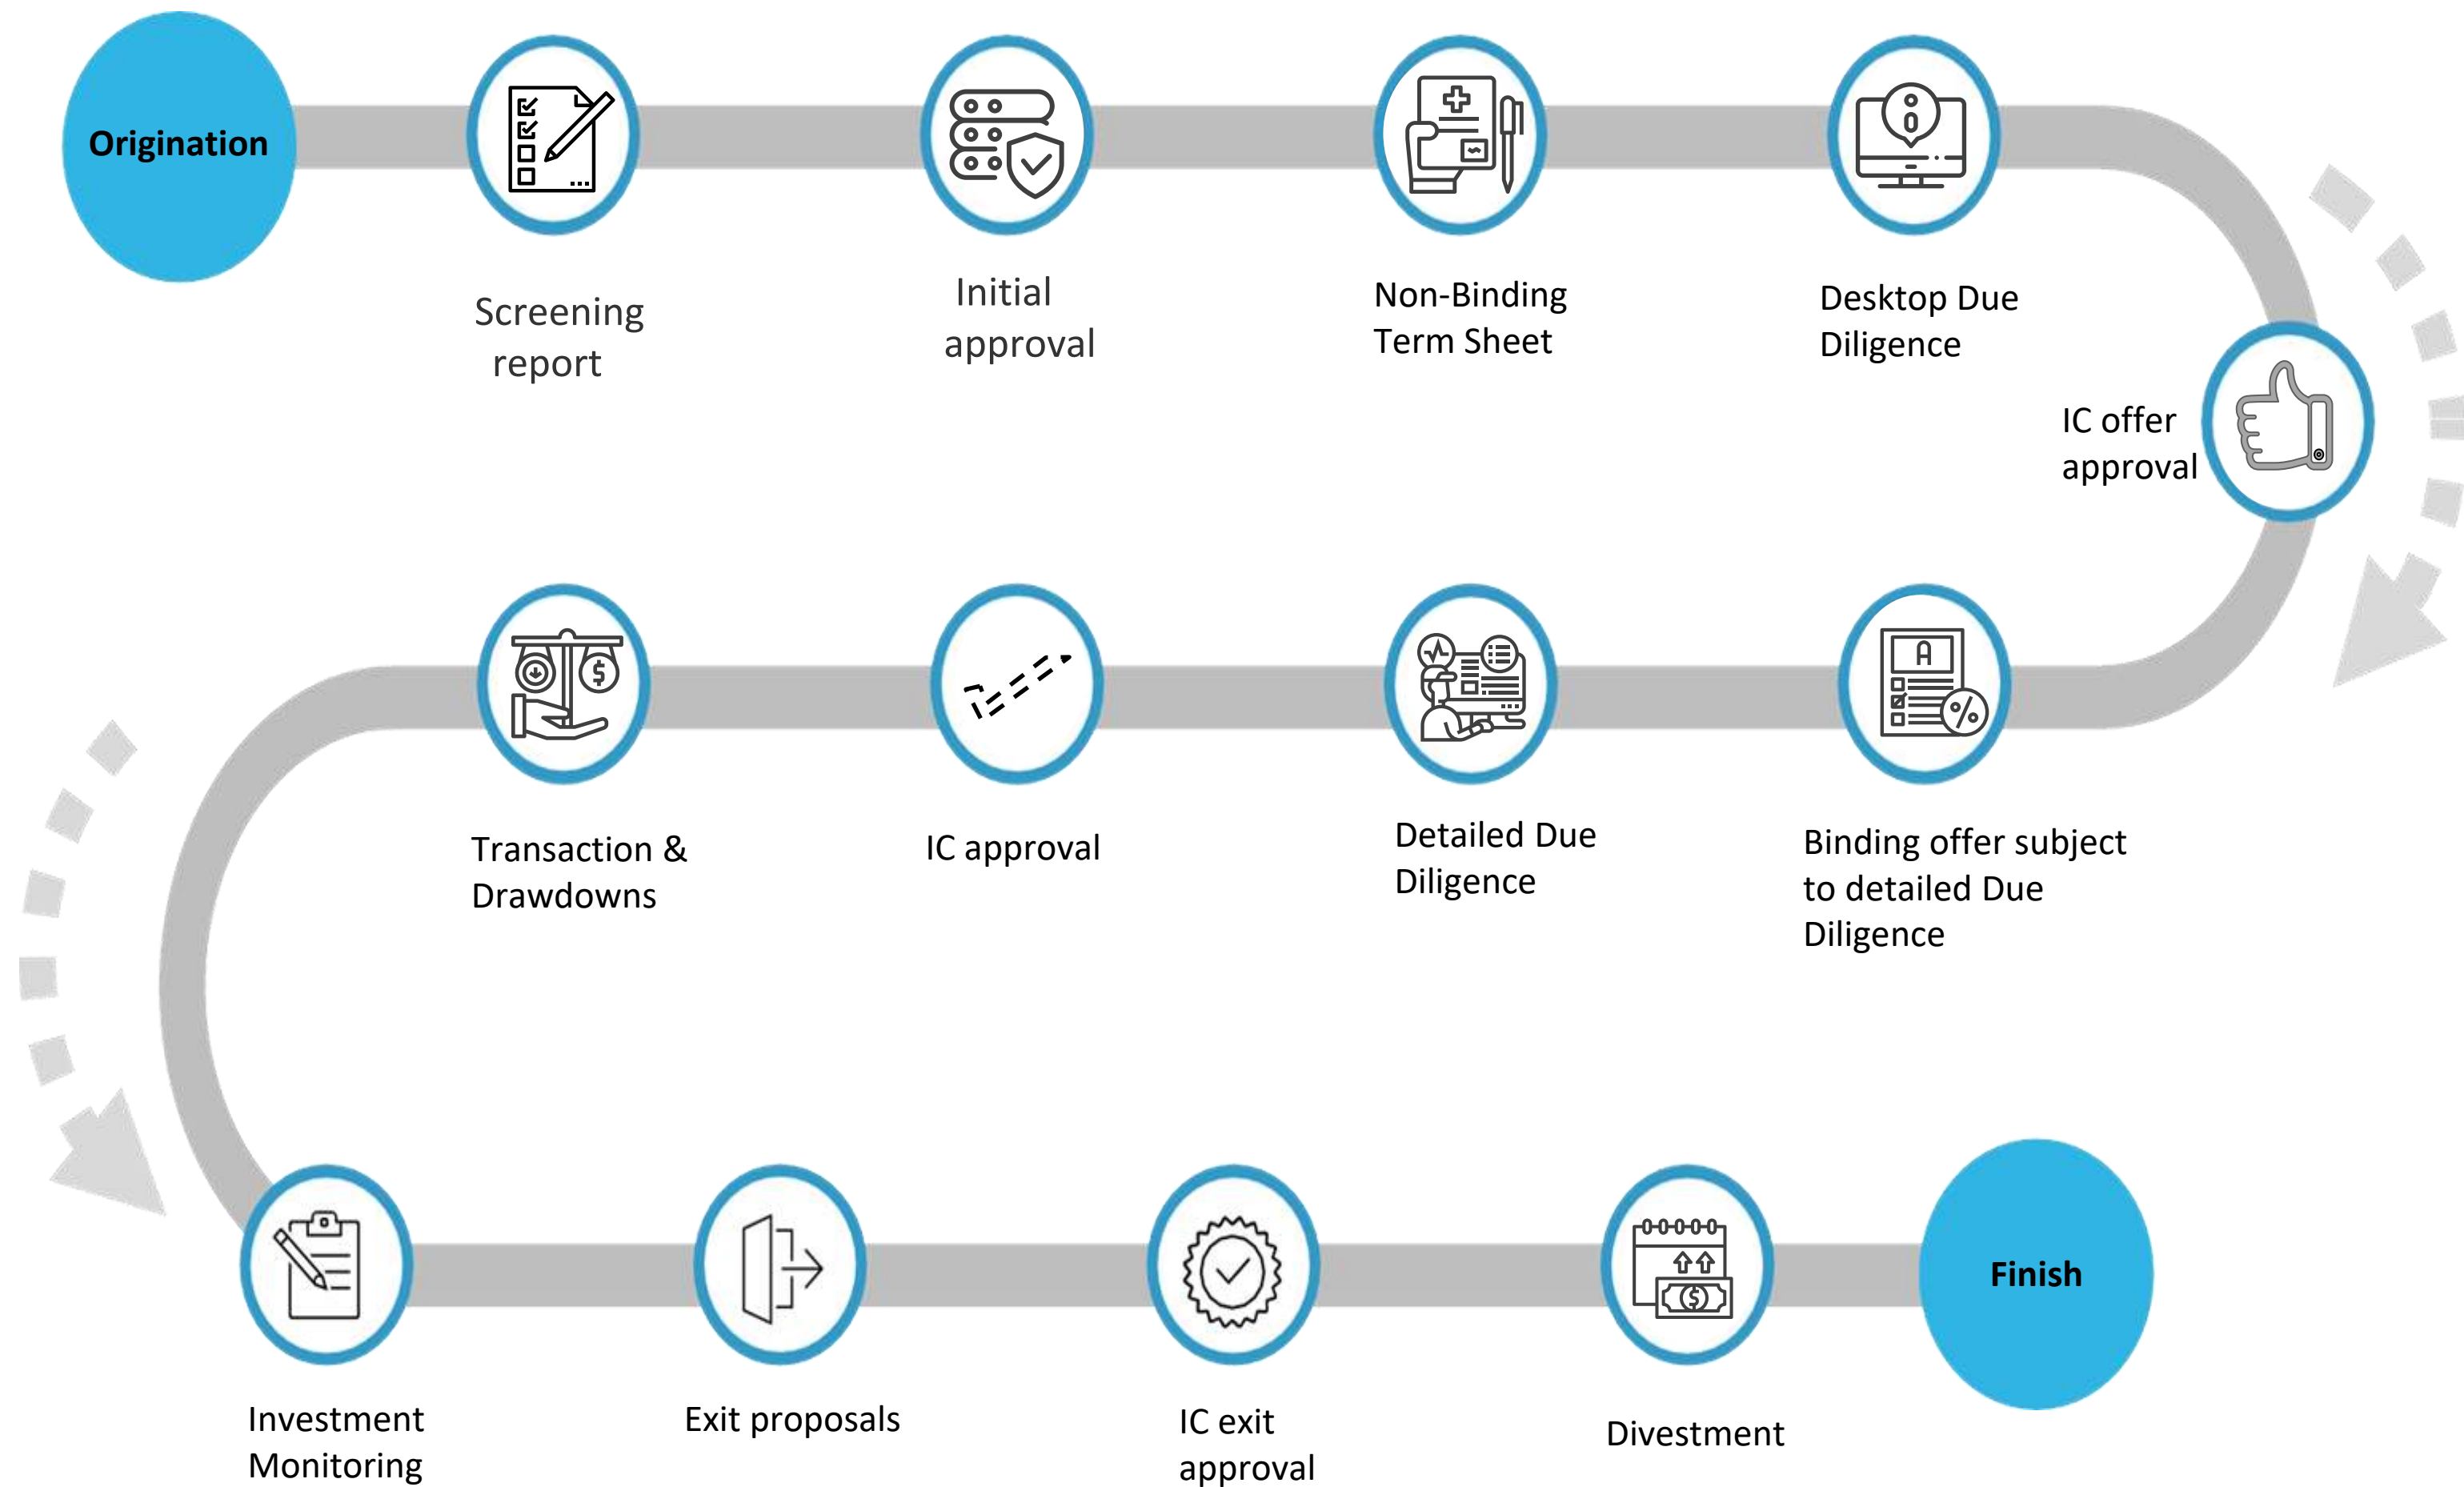 Origination
Screening
report
Initial
approval
Non-Binding
Term Sheet
Desktop Due
Diligence
IC offer
approval
Binding offer subject
to detailed Due
Diligence
Detailed Due
Diligence
IC approval
Transaction &
Drawdowns
Investment
Monitoring
Exit proposals
IC exit
approval
Divestment
Finish